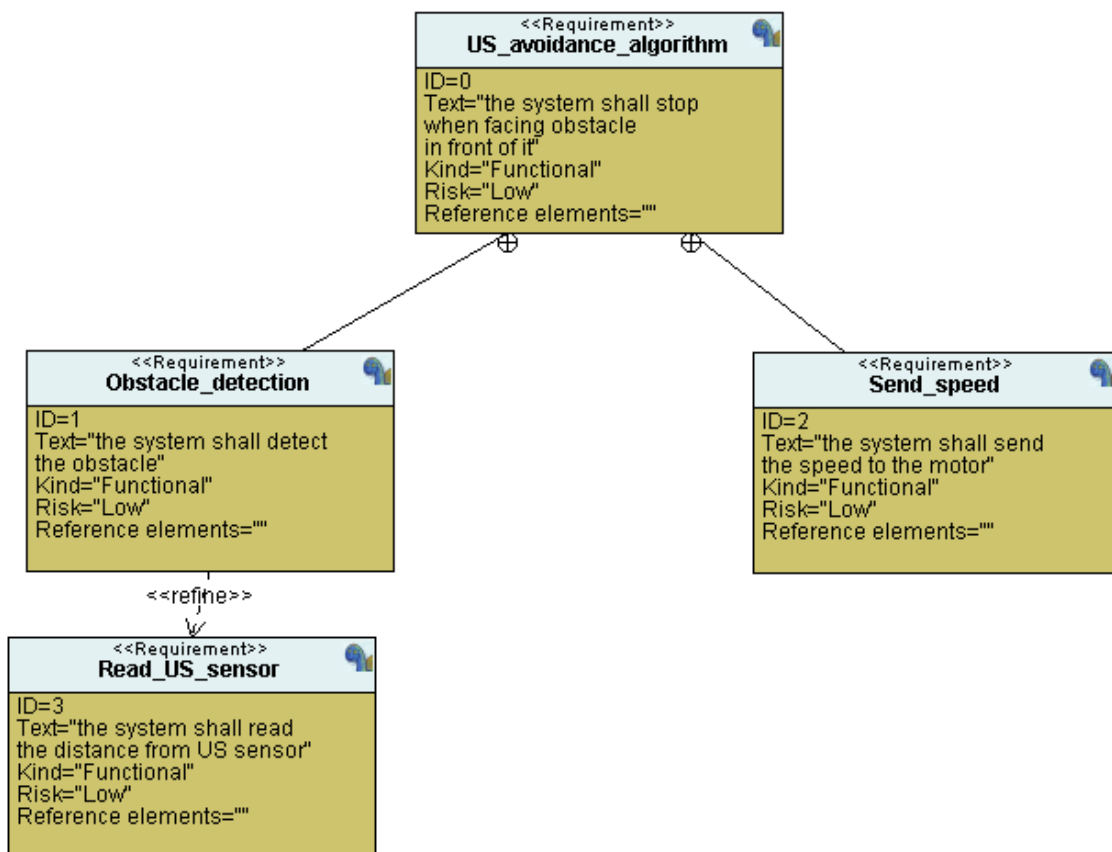 <<Requirement>>
US_avoidance_algorithm
ID=0
Text="the system shall stop
when facing obstacle
in front of it"
Kind="Functional"
Risk="Low"
Reference elements=""
<<Requirement>>
Obstacle_detection
ID=1
Text="the system shall detect
the obstacle"
Kind="Functional"
Risk="Low"
Reference elements=""
<<Requirement>>
Send_speed
ID=2
Text="the system shall send
the speed to the motor"
Kind="Functional"
Risk="Low"
Reference elements=""
<<refine>>
<<Requirement>>
Read_US_sensor
ID=3
Text="the system shall read
the distance from US sensor"
Kind="Functional"
Risk="Low"
Reference elements=""